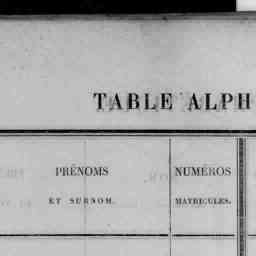 TABLE ALPH
PRÉNOMS
ET SURNOM.
NUMÉROS
MATRICULES.